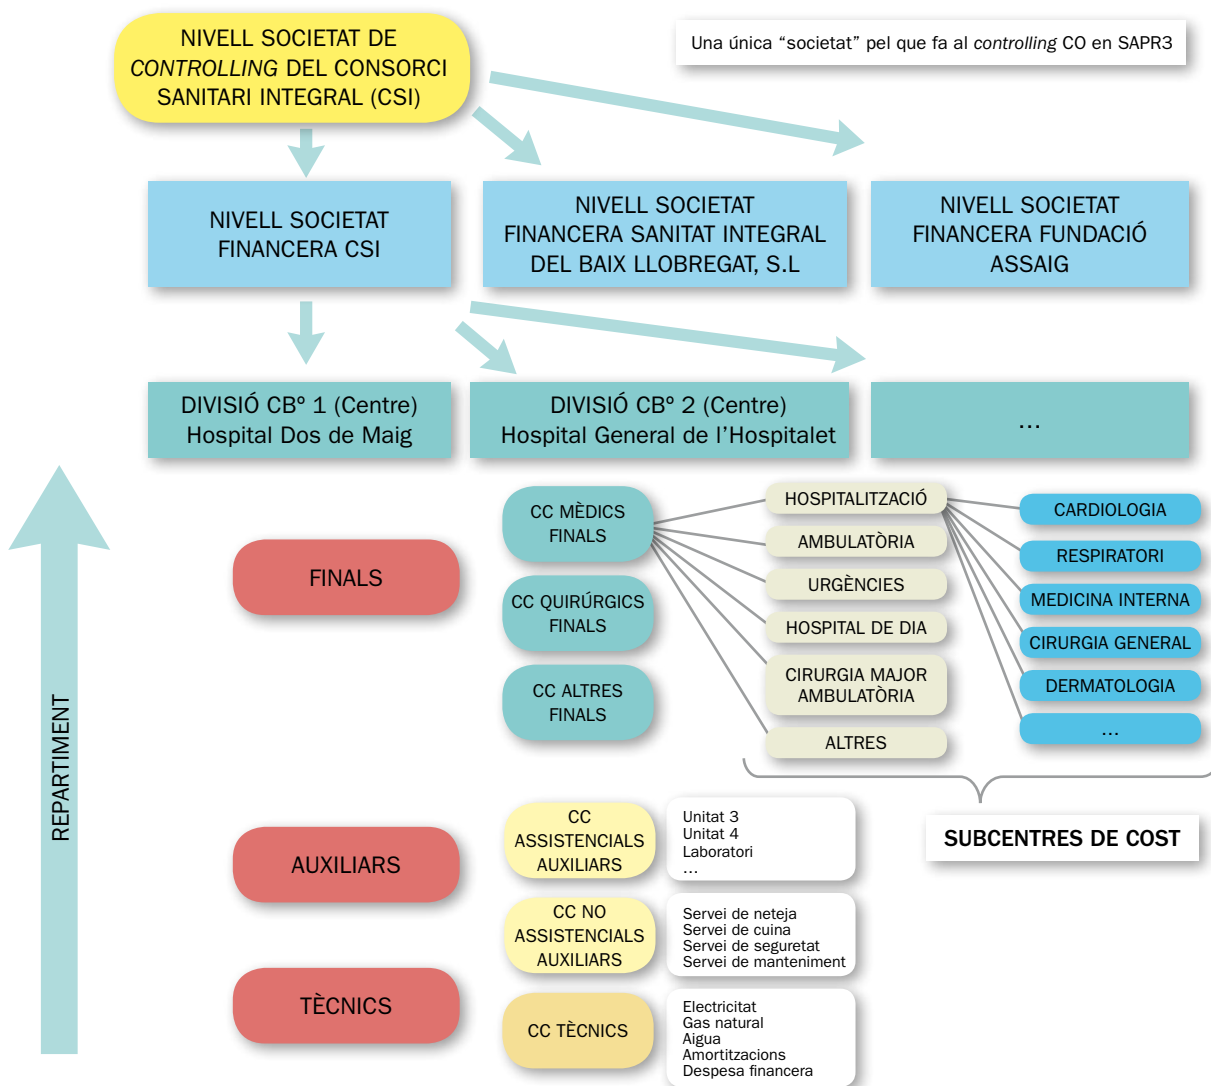 NIVELL SOCIETAT DE
CONTROLLING DEL CONSORCI
SANITARI INTEGRAL (CSI)
Una única “societat” pel que fa al controlling CO en SAPR3
NIVELL SOCIETAT
FINANCERA CSI
NIVELL SOCIETAT
FINANCERA SANITAT INTEGRAL
DEL BAIX LLOBREGAT, S.L
NIVELL SOCIETAT
FINANCERA FUNDACIÓ
ASSAIG
DIVISIÓ CBº 1 (Centre)
Hospital Dos de Maig
DIVISIÓ CBº 2 (Centre)
Hospital General de l’Hospitalet
...
REPARTIMENT
FINALS
CC MÈDICS
FINALS
CC QUIRÚRGICS
FINALS
CC ALTRES
FINALS
HOSPITALITZACIÓ
AMBULATÒRIA
URGÈNCIES
HOSPITAL DE DIA
CIRURGIA MAJOR
AMBULATÒRIA
ALTRES
CARDIOLOGIA
RESPIRATORI
MEDICINA INTERNA
CIRURGIA GENERAL
DERMATOLOGIA
...
SUBCENTRES DE COST
AUXILIARS
CC
ASSISTENCIALS
AUXILIARS
Unitat 3
Unitat 4
Laboratori
...
CC NO
ASSISTENCIALS
AUXILIARS
Servei de neteja
Servei de cuina
Servei de seguretat
Servei de manteniment
TÈCNICS
CC TÈCNICS
Electricitat
Gas natural
Aigua
Amortitzacions
Despesa financera